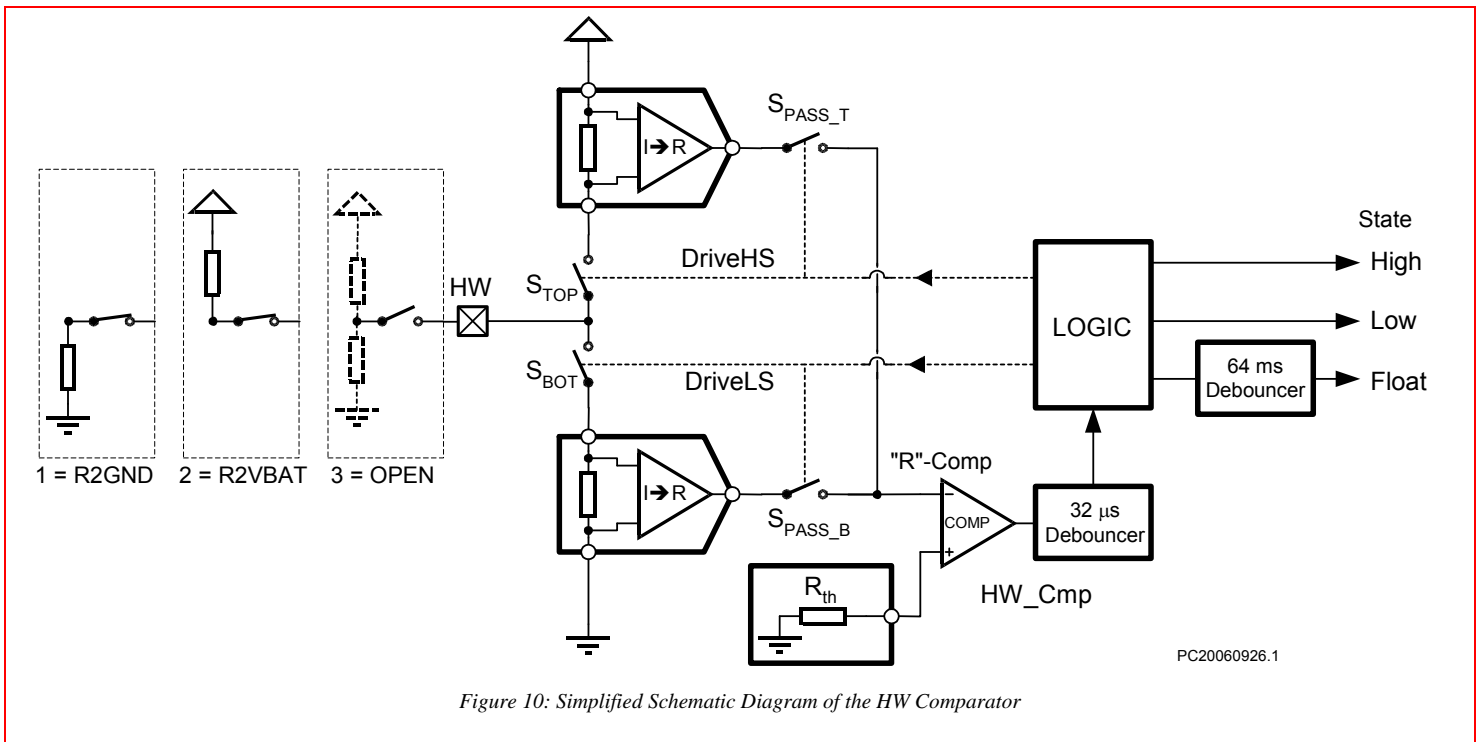 S_PASS_T
I➔R
State
DriveHS
High
HW
S_TOP
LOGIC
Low
S_BOT
DriveLS
64 ms
Debouncer
Float
1 = R2GND
2 = R2VBAT
3 = OPEN
"R"-Comp
I➔R
−
COMP
+
32 μs
Debouncer
S_PASS_B
R_th
HW_Cmp
PC20060926.1
Figure 10: Simplified Schematic Diagram of the HW Comparator